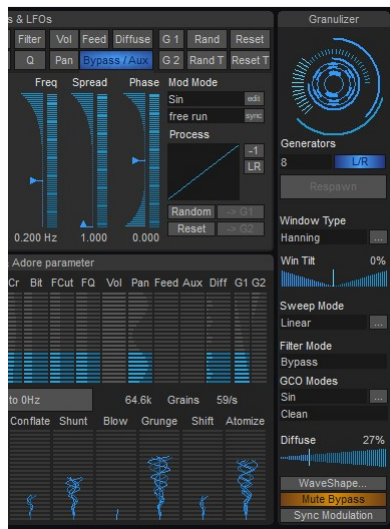 s & LFOs
Filter Vol Feed Diffuse G 1 Rand Reset
Q Pan Bypass / Aux G 2 Rand T Reset T
Freq Spread Phase Mod Mode
Sin edit
free run sync
Process
-1
LR
Random -> G1
Reset -> G2
0.200 Hz 1.000 0.000
Adore parameter
Cr Bit FCut FQ Vol Pan Feed Aux Diff G1 G2
to 0Hz 64.6k Grains 59/s
Conflate Shunt Blow Grunge Shift Atomize
Granulizer
Generators
8 L/R
Respawn
Window Type
Hanning ...
Win Tilt 0%
Sweep Mode
Linear ...
Filter Mode
Bypass
GCO Modes
Sin ...
Clean
Diffuse 27%
WaveShape...
Mute Bypass
Sync Modulation